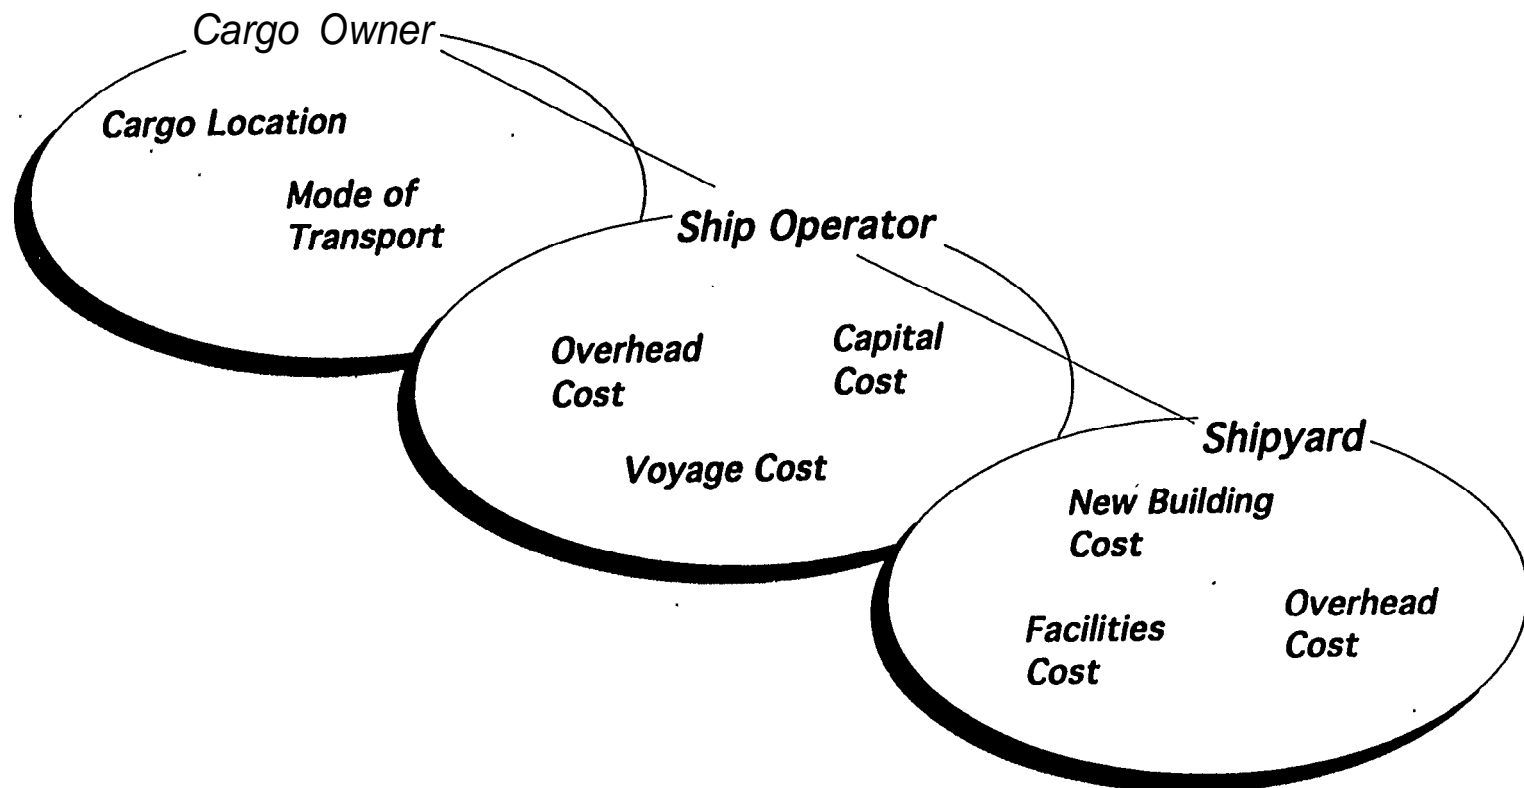 Cargo Owner
Cargo Location
Mode of
Transport
Ship Operator
Overhead
Cost
Capital
Cost
Voyage Cost
Shipyard
New Building
Cost
Facilities
Cost
Overhead
Cost